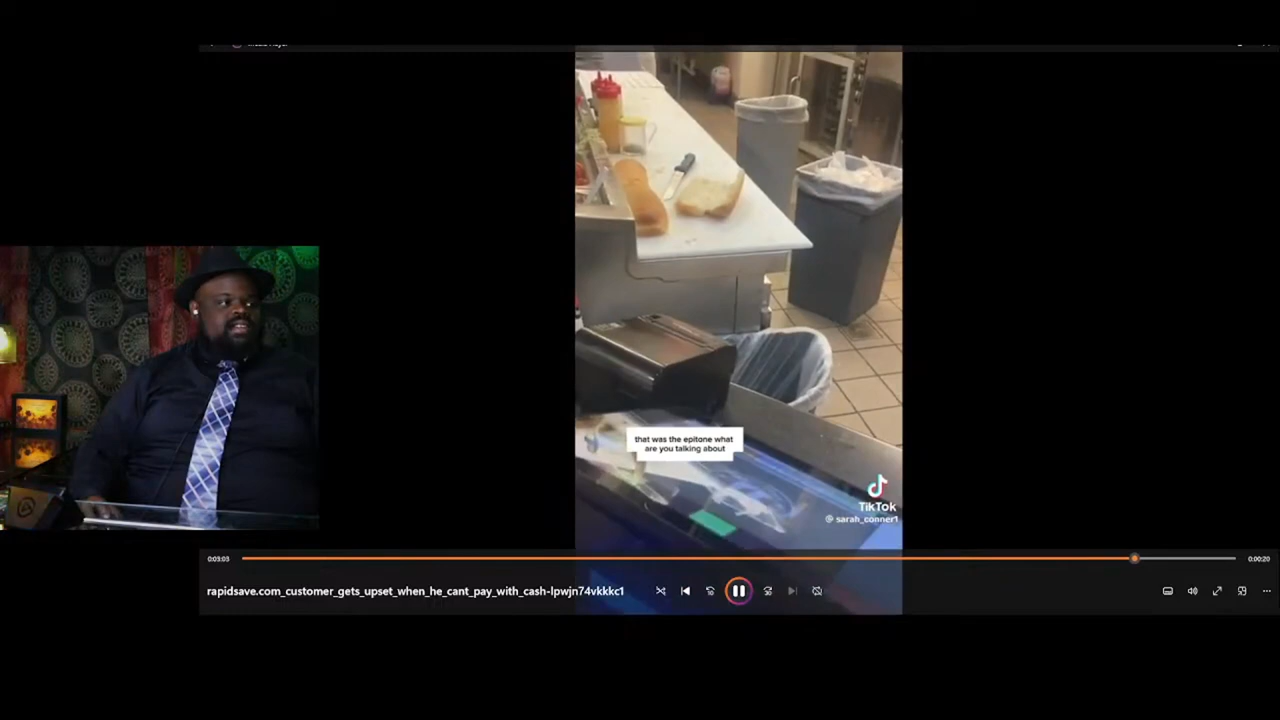 that was the epitone what
are you talking about
TikTok
@ sarah_conner1
0:03:03
0:00:20
rapidsave.com_customer_gets_upset_when_he_cant_pay_with_cash-lpwjn74vkkkc1